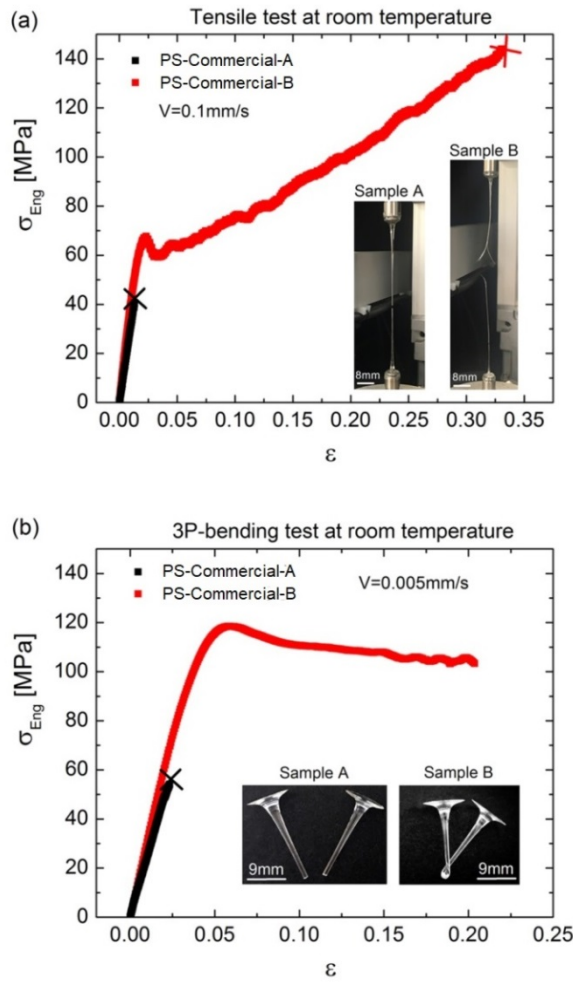 (a)
Tensile test at room temperature
PS-Commercial-A
PS-Commercial-B
V=0.1mm/s
σEng [MPa]
140
120
100
80
60
40
20
0
Sample A
Sample B
8mm
8mm
0.00 0.05 0.10 0.15 0.20 0.25 0.30 0.35
ε
(b)
3P-bending test at room temperature
PS-Commercial-A
PS-Commercial-B
V=0.005mm/s
σEng [MPa]
140
120
100
80
60
40
20
0
Sample A
Sample B
9mm
9mm
0.00 0.05 0.10 0.15 0.20 0.25
ε